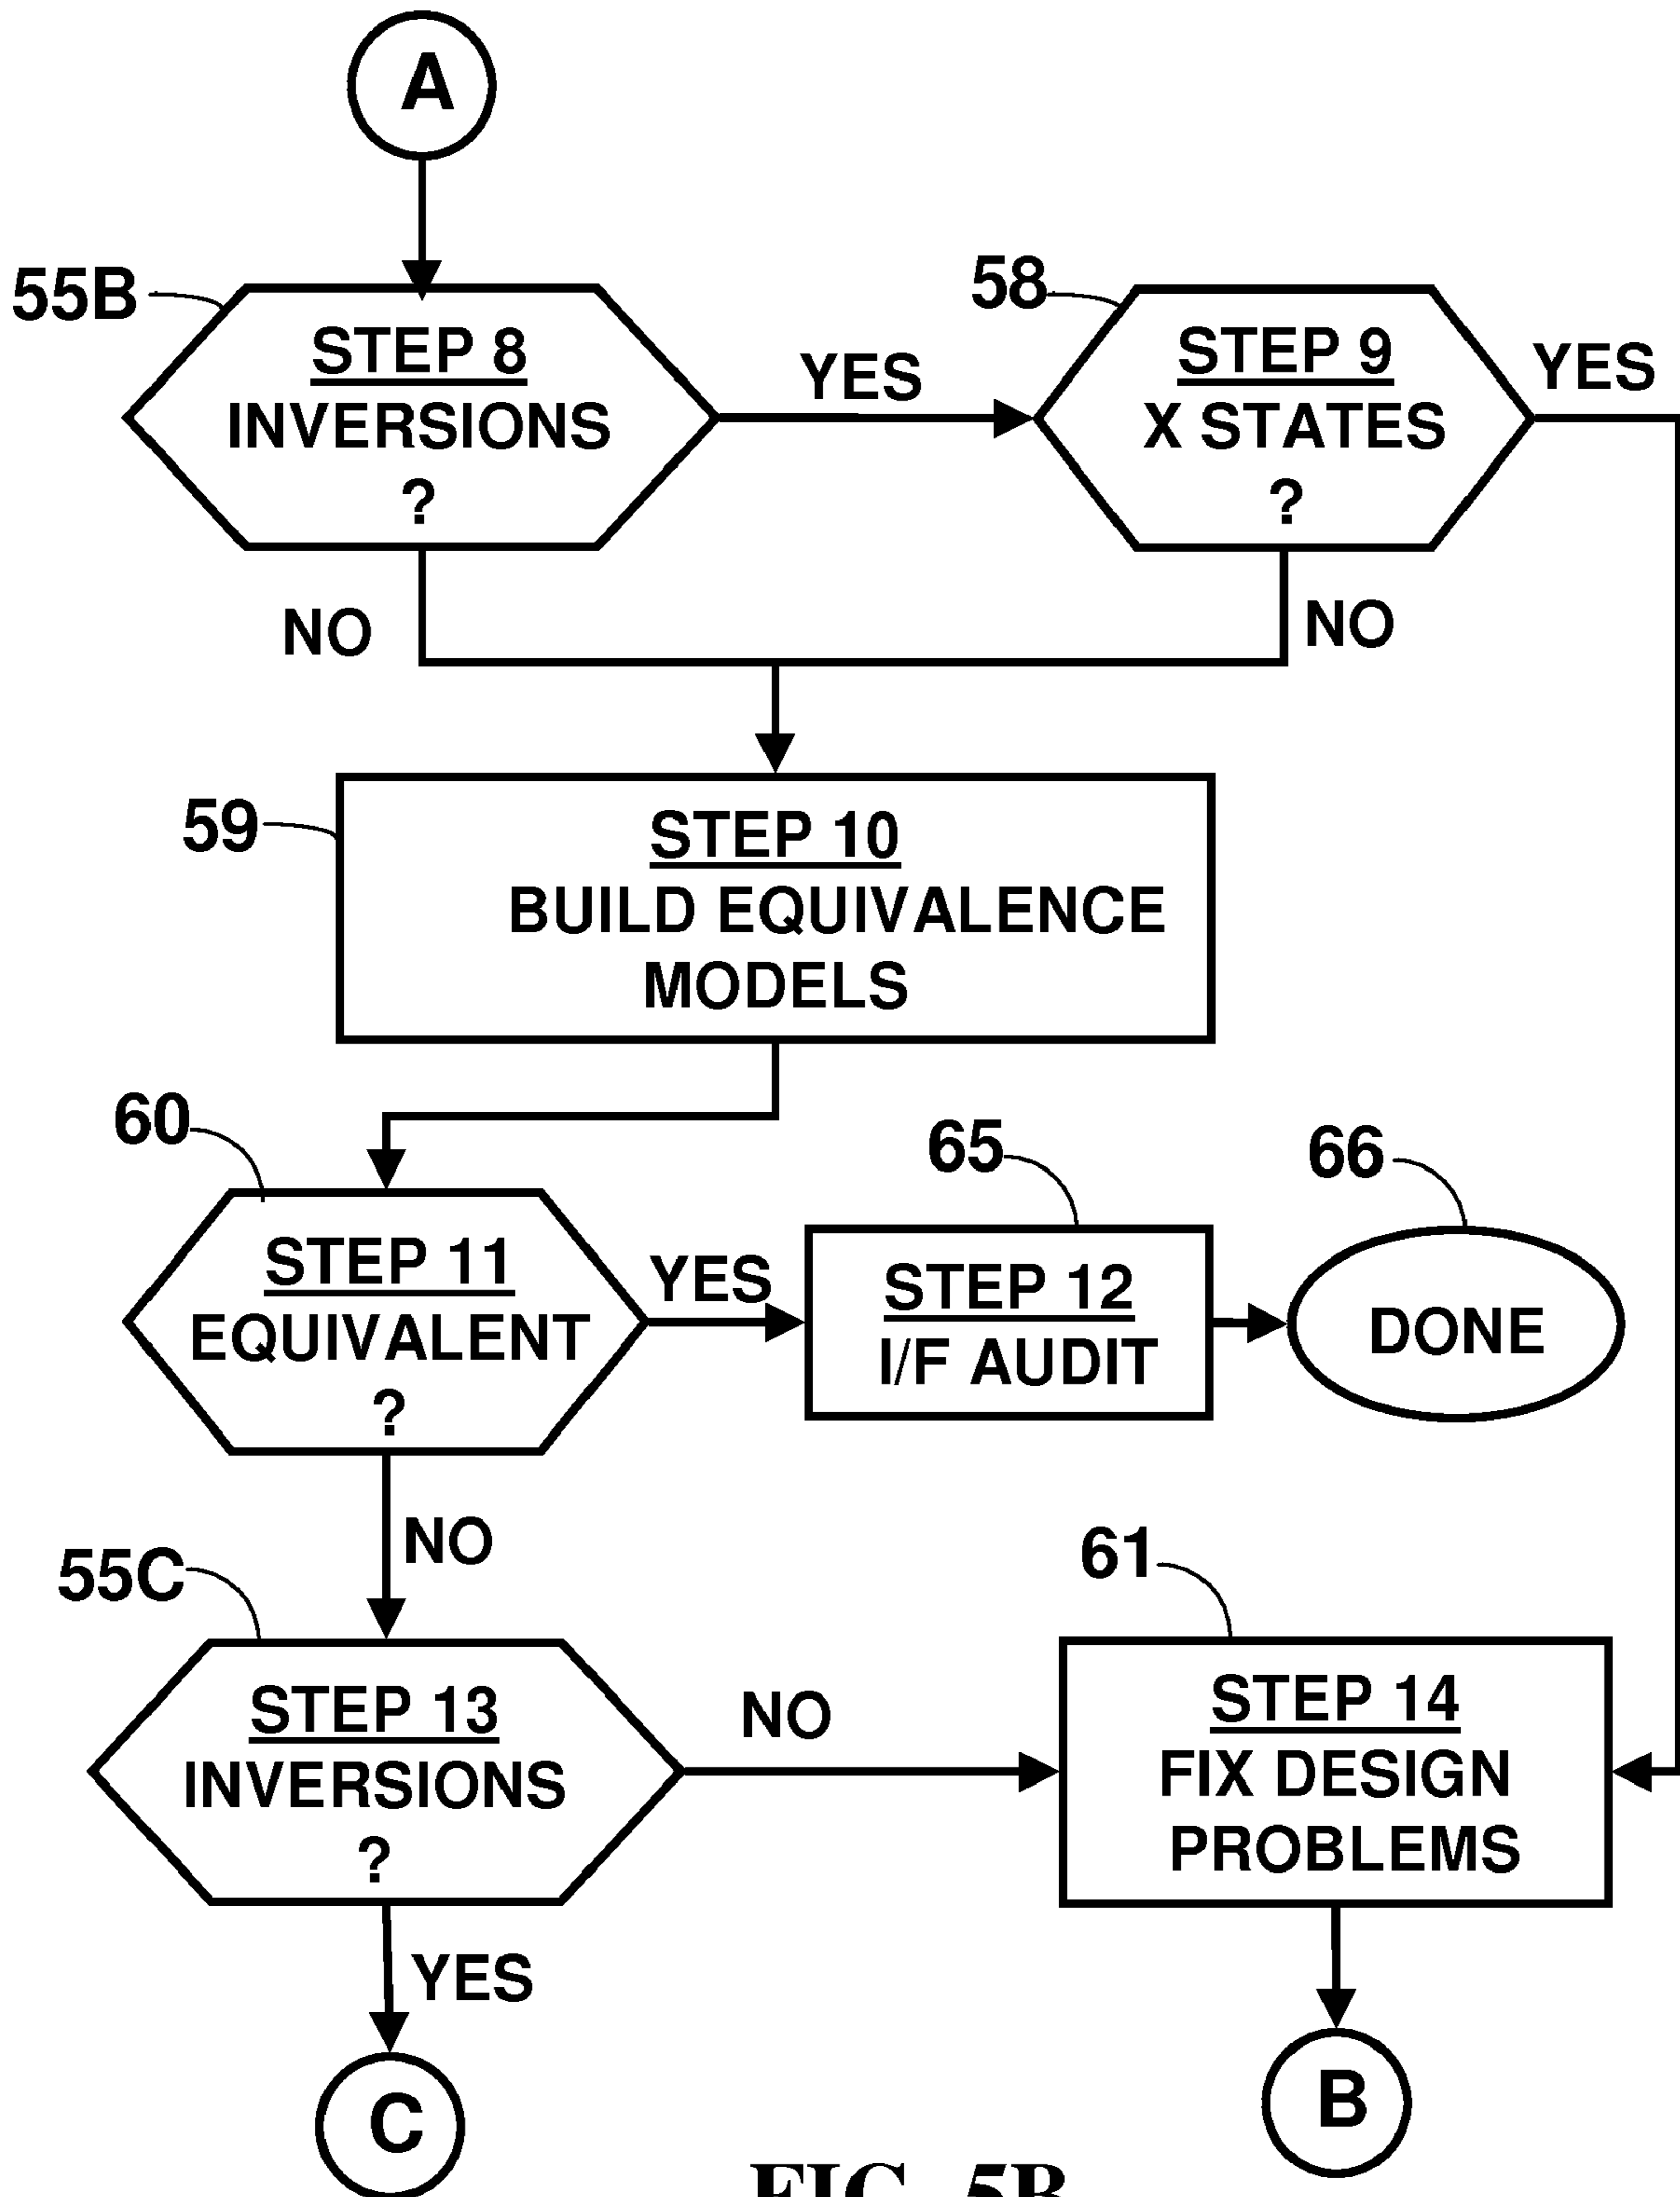 A
55B
STEP 8
INVERSIONS
?
YES
58
STEP 9
X STATES
?
YES
NO
NO
59
STEP 10
BUILD EQUIVALENCE
MODELS
60
STEP 11
EQUIVALENT
?
YES
65
STEP 12
I/F AUDIT
66
DONE
NO
55C
STEP 13
INVERSIONS
?
NO
61
STEP 14
FIX DESIGN
PROBLEMS
YES
C
B
FIG. 5B